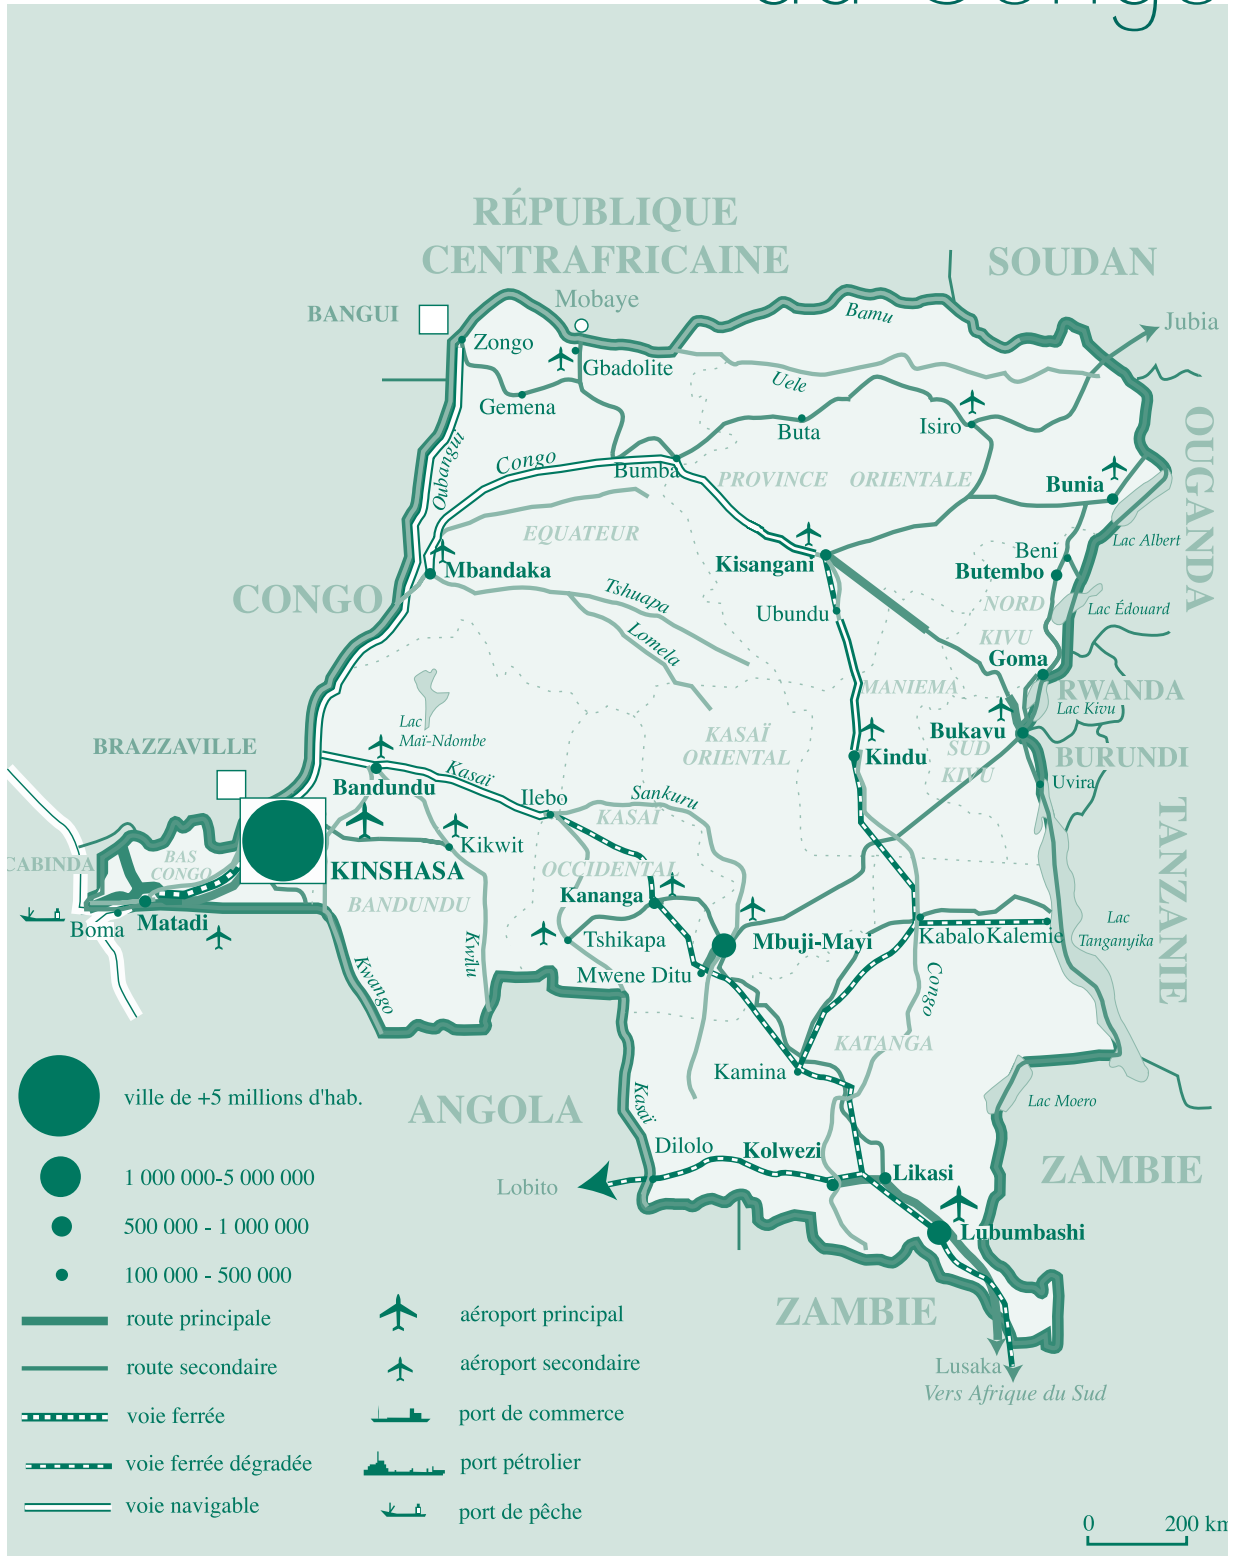 du Congo
RÉPUBLIQUE
CENTRAFRICAINE
SOUDAN
Mobaye
BANGUI
Bamu
Jubia
Zongo
Gbadolite
Uele
Gemena
Buta
Isiro
OUGANDA
Oubangui
Congo
Bumba
PROVINCE ORIENTALE
Bunia
EQUATEUR
Lac Albert
Beni
Kisangani
Butembo
Mbandaka
CONGO
Tshuapa
NORD
KIVU
Lac Édouard
Ubundu
Lomela
Goma
MANIEMA
RWANDA
Lac Kivu
Lac
Maï-Ndombe
KASAÏ
ORIENTAL
Bukavu
BRAZZAVILLE
Kindu
SUD
KIVU
BURUNDI
Kasaï
Bandundu
Ilebo
Sankuru
Uvira
KASAÏ
OCCIDENTAL
TANZANIE
Kikwit
CABINDA
BAS
CONGO
KINSHASA
BANDUNDU
Kananga
Boma
Matadi
Tshikapa
Mbuji-Mayi
Kabalo
Kalemie
Lac
Tanganyika
Mwene Ditu
Kwango
Kwilu
Congo
KATANGA
Kamina
ville de +5 millions d'hab.
ANGOLA
Kasaï
Lac Moero
Dilolo
Kolwezi
Likasi
ZAMBIE
1 000 000-5 000 000
Lobito
500 000 - 1 000 000
Lubumbashi
100 000 - 500 000
ZAMBIE
route principale
aéroport principal
route secondaire
aéroport secondaire
Lusaka
Vers Afrique du Sud
voie ferrée
port de commerce
voie ferrée dégradée
port pétrolier
voie navigable
port de pêche
0 200 km